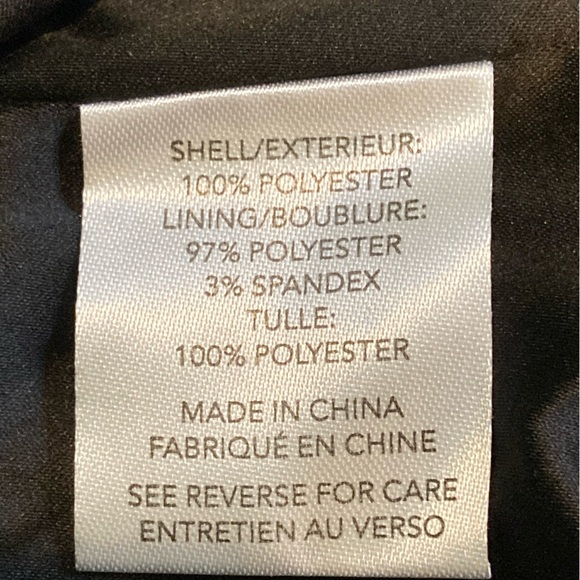 SHELL/EXTERIEUR:
100% POLYESTER
LINING/BOUBLURE:
97% POLYESTER
3% SPANDEX
TULLE:
100% POLYESTER
MADE IN CHINA
FABRIQUÉ EN CHINE
SEE REVERSE FOR CARE
ENTRETIEN AU VERSO